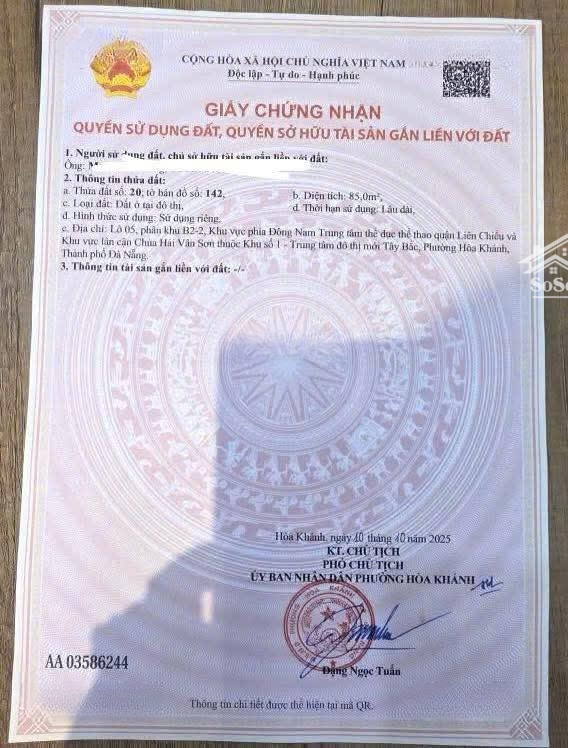 CỘNG HÒA XÃ HỘI CHỦ NGHĨA VIỆT NAM
Độc lập - Tự do - Hạnh phúc
GIẤY CHỨNG NHẬN
QUYỀN SỬ DỤNG ĐẤT, QUYỀN SỞ HỮU TÀI SẢN GẮN LIỀN VỚI ĐẤT
1. Người sử dụng đất, chủ sở hữu tài sản gắn liền với đất:
Ông: M
2. Thông tin thửa đất:
a. Thửa đất số: 20; tờ bản đồ số: 142, b. Diện tích: 85,0m²,
c. Loại đất: Đất ở tại đô thị, d. Thời hạn sử dụng: Lâu dài,
đ. Hình thức sử dụng: Sử dụng riêng,
e. Địa chỉ: Lô 05, phân khu B2-2, Khu vực phía Đông Nam Trung tâm thể dục thể thao quận Liên Chiểu và
Khu vực lân cận Chùa Hải Vân Sơn thuộc Khu số 1 - Trung tâm đô thị mới Tây Bắc, Phường Hòa Khánh,
Thành phố Đà Nẵng.
3. Thông tin tài sản gắn liền với đất: -/-
SoS
Hòa Khánh, ngày 10 tháng 10 năm 2025
KT. CHỦ TỊCH
PHÓ CHỦ TỊCH
ỦY BAN NHÂN DÂN PHƯỜNG HÒA KHÁNH
Đặng Ngọc Tuấn
AA 03586244
Thông tin chi tiết được thể hiện tại mã QR.